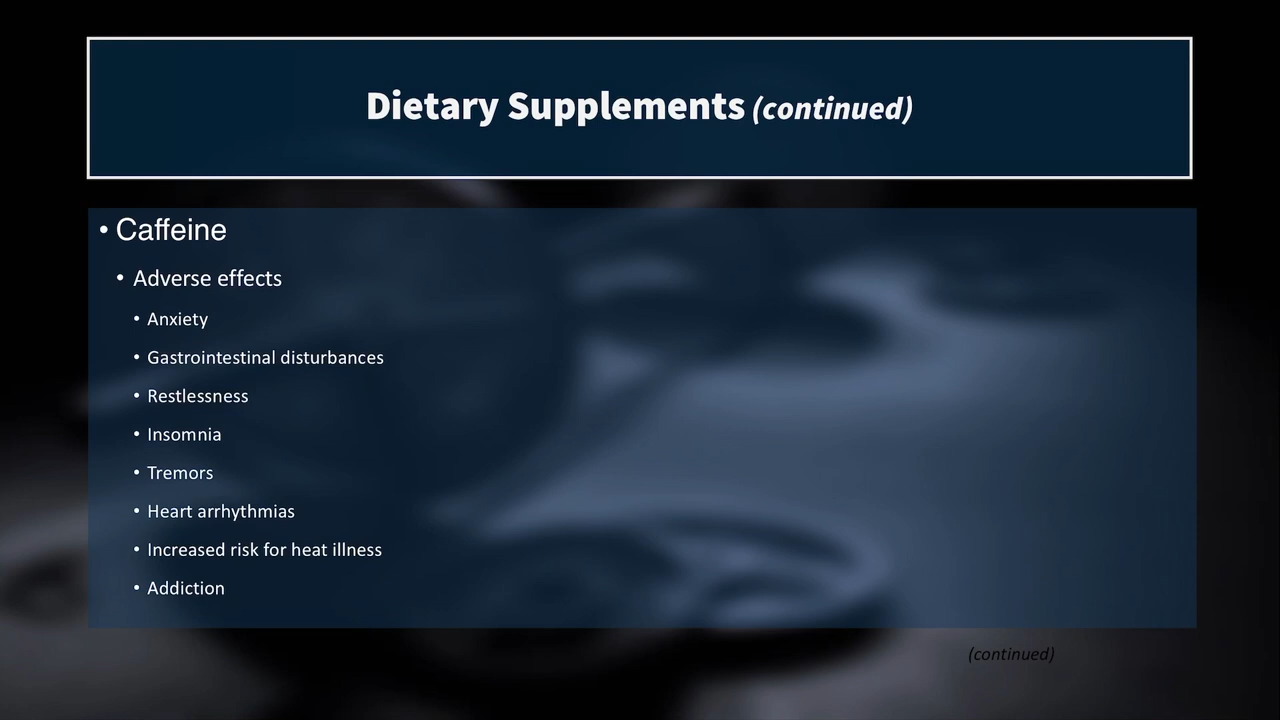 Dietary Supplements (continued)
• Caffeine
• Adverse effects
• Anxiety
• Gastrointestinal disturbances
• Restlessness
• Insomnia
• Tremors
• Heart arrhythmias
• Increased risk for heat illness
• Addiction
(continued)